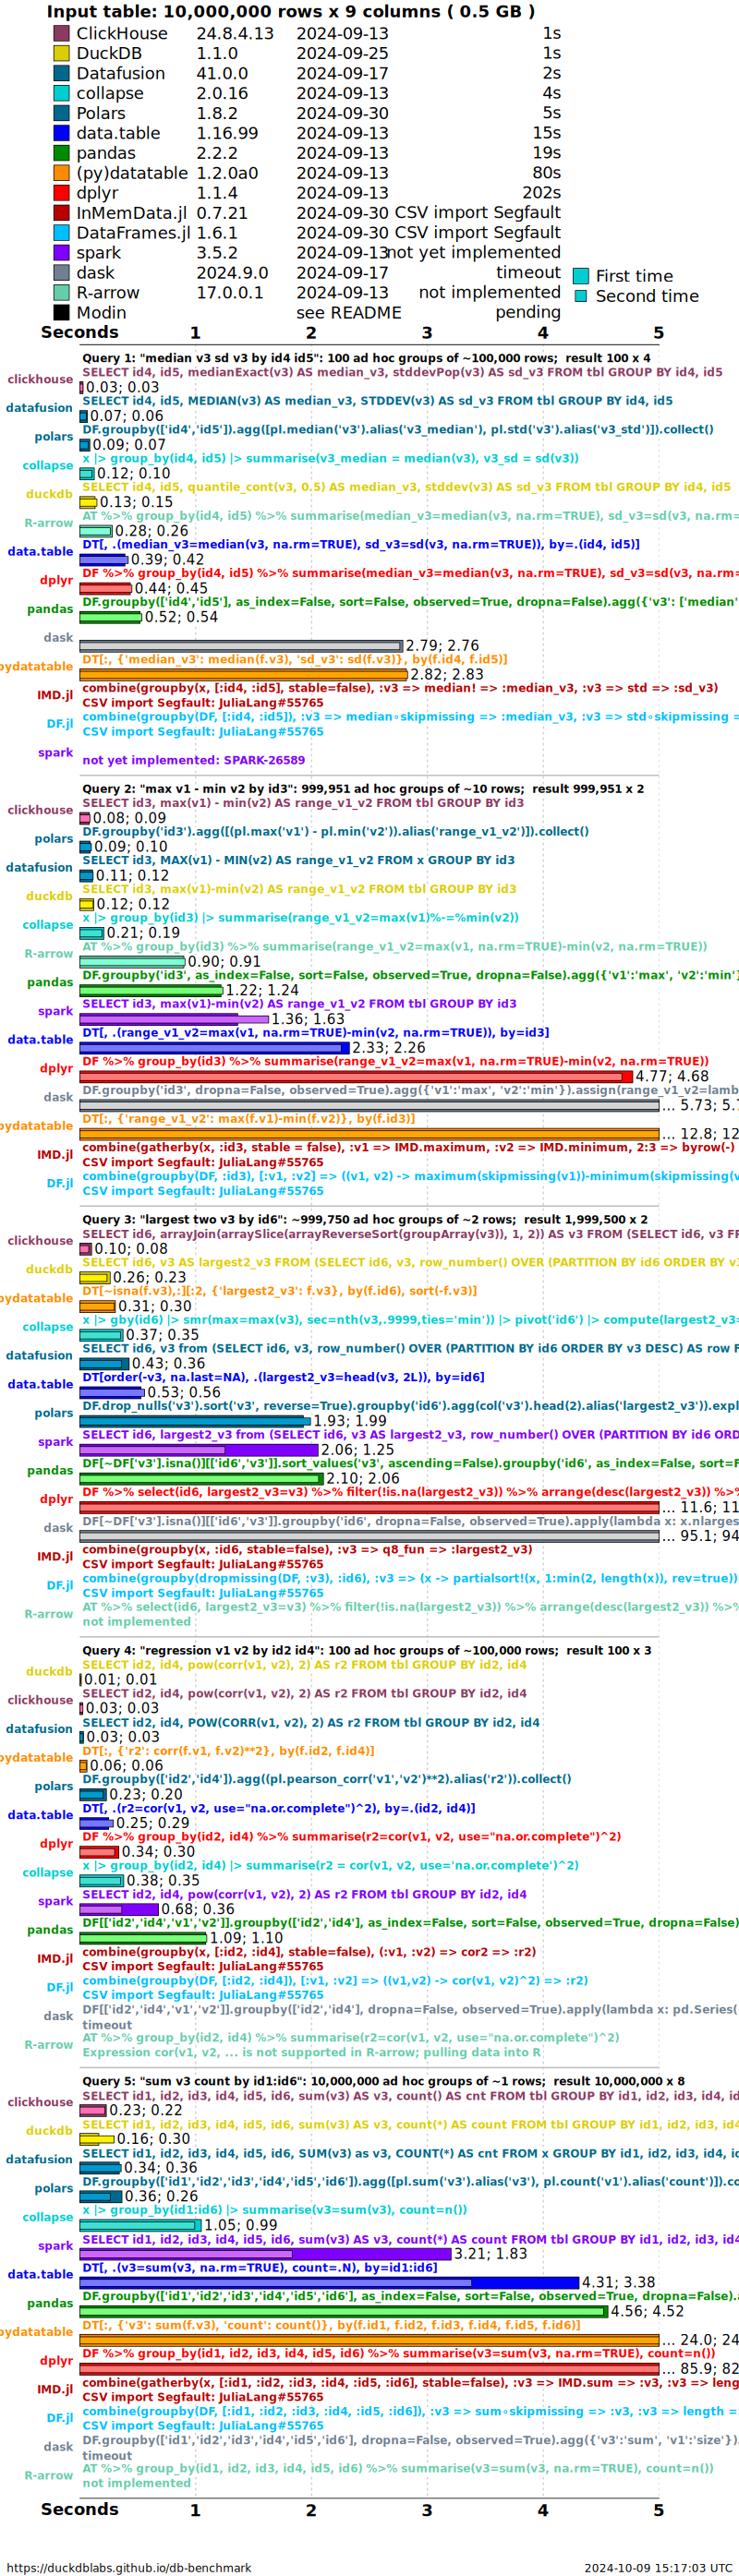 Input table: 10,000,000 rows x 9 columns ( 0.5 GB )
ClickHouse 24.8.4.13 2024-09-13 1s
DuckDB 1.1.0 2024-09-25 1s
Datafusion 41.0.0 2024-09-17 2s
collapse 2.0.16 2024-09-13 4s
Polars 1.8.2 2024-09-30 5s
data.table 1.16.99 2024-09-13 15s
pandas 2.2.2 2024-09-13 19s
(py)datatable 1.2.0a0 2024-09-13 80s
dplyr 1.1.4 2024-09-13 202s
InMemData.jl 0.7.21 2024-09-30 CSV import Segfault
DataFrames.jl 1.6.1 2024-09-30 CSV import Segfault
spark 3.5.2 2024-09-13 not yet implemented
dask 2024.9.0 2024-09-17 timeout
R-arrow 17.0.0.1 2024-09-13 not implemented
Modin see README pending
First time
Second time
Seconds 1 2 3 4 5
Query 1: "median v3 sd v3 by id4 id5": 100 ad hoc groups of ~100,000 rows;  result 100 x 4
clickhouse SELECT id4, id5, medianExact(v3) AS median_v3, stddevPop(v3) AS sd_v3 FROM tbl GROUP BY id4, id5
0.03; 0.03
datafusion SELECT id4, id5, MEDIAN(v3) AS median_v3, STDDEV(v3) AS sd_v3 FROM tbl GROUP BY id4, id5
0.07; 0.06
polars DF.groupby(['id4','id5']).agg([pl.median('v3').alias('v3_median'), pl.std('v3').alias('v3_std')]).collect()
0.09; 0.07
collapse x |> group_by(id4, id5) |> summarise(v3_median = median(v3), v3_sd = sd(v3))
0.12; 0.10
duckdb SELECT id4, id5, quantile_cont(v3, 0.5) AS median_v3, stddev(v3) AS sd_v3 FROM tbl GROUP BY id4, id5
0.13; 0.15
R-arrow AT %>% group_by(id4, id5) %>% summarise(median_v3=median(v3, na.rm=TRUE), sd_v3=sd(v3, na.rm=
0.28; 0.26
data.table DT[, .(median_v3=median(v3, na.rm=TRUE), sd_v3=sd(v3, na.rm=TRUE)), by=.(id4, id5)]
0.39; 0.42
dplyr DF %>% group_by(id4, id5) %>% summarise(median_v3=median(v3, na.rm=TRUE), sd_v3=sd(v3, na.rm=
0.44; 0.45
pandas DF.groupby(['id4','id5'], as_index=False, sort=False, observed=True, dropna=False).agg({'v3': ['median'
0.52; 0.54
dask
2.79; 2.76
pydatatable DT[:, {'median_v3': median(f.v3), 'sd_v3': sd(f.v3)}, by(f.id4, f.id5)]
2.82; 2.83
IMD.jl combine(groupby(x, [:id4, :id5], stable=false), :v3 => median! => :median_v3, :v3 => std => :sd_v3)
CSV import Segfault: JuliaLang#55765
DF.jl combine(groupby(DF, [:id4, :id5]), :v3 => median∘skipmissing => :median_v3, :v3 => std∘skipmissing =
CSV import Segfault: JuliaLang#55765
spark
not yet implemented: SPARK-26589
Query 2: "max v1 - min v2 by id3": 999,951 ad hoc groups of ~10 rows;  result 999,951 x 2
clickhouse SELECT id3, max(v1) - min(v2) AS range_v1_v2 FROM tbl GROUP BY id3
0.08; 0.09
polars DF.groupby('id3').agg([(pl.max('v1') - pl.min('v2')).alias('range_v1_v2')]).collect()
0.09; 0.10
datafusion SELECT id3, MAX(v1) - MIN(v2) AS range_v1_v2 FROM x GROUP BY id3
0.11; 0.12
duckdb SELECT id3, max(v1)-min(v2) AS range_v1_v2 FROM tbl GROUP BY id3
0.12; 0.12
collapse x |> group_by(id3) |> summarise(range_v1_v2=max(v1)%-=%min(v2))
0.21; 0.19
R-arrow AT %>% group_by(id3) %>% summarise(range_v1_v2=max(v1, na.rm=TRUE)-min(v2, na.rm=TRUE))
0.90; 0.91
pandas DF.groupby('id3', as_index=False, sort=False, observed=True, dropna=False).agg({'v1':'max', 'v2':'min'}
1.22; 1.24
spark SELECT id3, max(v1)-min(v2) AS range_v1_v2 FROM tbl GROUP BY id3
1.36; 1.63
data.table DT[, .(range_v1_v2=max(v1, na.rm=TRUE)-min(v2, na.rm=TRUE)), by=id3]
2.33; 2.26
dplyr DF %>% group_by(id3) %>% summarise(range_v1_v2=max(v1, na.rm=TRUE)-min(v2, na.rm=TRUE))
4.77; 4.68
dask DF.groupby('id3', dropna=False, observed=True).agg({'v1':'max', 'v2':'min'}).assign(range_v1_v2=lamb
... 5.73; 5.7
pydatatable DT[:, {'range_v1_v2': max(f.v1)-min(f.v2)}, by(f.id3)]
... 12.8; 12
IMD.jl combine(gatherby(x, :id3, stable = false), :v1 => IMD.maximum, :v2 => IMD.minimum, 2:3 => byrow(-)
CSV import Segfault: JuliaLang#55765
DF.jl combine(groupby(DF, :id3), [:v1, :v2] => ((v1, v2) -> maximum(skipmissing(v1))-minimum(skipmissing(v
CSV import Segfault: JuliaLang#55765
Query 3: "largest two v3 by id6": ~999,750 ad hoc groups of ~2 rows;  result 1,999,500 x 2
clickhouse SELECT id6, arrayJoin(arraySlice(arrayReverseSort(groupArray(v3)), 1, 2)) AS v3 FROM (SELECT id6, v3 FR
0.10; 0.08
duckdb SELECT id6, v3 AS largest2_v3 FROM (SELECT id6, v3, row_number() OVER (PARTITION BY id6 ORDER BY v3
0.26; 0.23
pydatatable DT[~isna(f.v3),:][:2, {'largest2_v3': f.v3}, by(f.id6), sort(-f.v3)]
0.31; 0.30
collapse x |> gby(id6) |> smr(max=max(v3), sec=nth(v3,.9999,ties='min')) |> pivot('id6') |> compute(largest2_v3=
0.37; 0.35
datafusion SELECT id6, v3 from (SELECT id6, v3, row_number() OVER (PARTITION BY id6 ORDER BY v3 DESC) AS row F
0.43; 0.36
data.table DT[order(-v3, na.last=NA), .(largest2_v3=head(v3, 2L)), by=id6]
0.53; 0.56
polars DF.drop_nulls('v3').sort('v3', reverse=True).groupby('id6').agg(col('v3').head(2).alias('largest2_v3')).expl
1.93; 1.99
spark SELECT id6, largest2_v3 from (SELECT id6, v3 AS largest2_v3, row_number() OVER (PARTITION BY id6 ORD
2.06; 1.25
pandas DF[~DF['v3'].isna()][['id6','v3']].sort_values('v3', ascending=False).groupby('id6', as_index=False, sort=F
2.10; 2.06
dplyr DF %>% select(id6, largest2_v3=v3) %>% filter(!is.na(largest2_v3)) %>% arrange(desc(largest2_v3)) %>%
... 11.6; 11
dask DF[~DF['v3'].isna()][['id6','v3']].groupby('id6', dropna=False, observed=True).apply(lambda x: x.nlarges
... 95.1; 94
IMD.jl combine(groupby(x, :id6, stable=false), :v3 => q8_fun => :largest2_v3)
CSV import Segfault: JuliaLang#55765
DF.jl combine(groupby(dropmissing(DF, :v3), :id6), :v3 => (x -> partialsort!(x, 1:min(2, length(x)), rev=true))
CSV import Segfault: JuliaLang#55765
R-arrow AT %>% select(id6, largest2_v3=v3) %>% filter(!is.na(largest2_v3)) %>% arrange(desc(largest2_v3)) %>%
not implemented
Query 4: "regression v1 v2 by id2 id4": 100 ad hoc groups of ~100,000 rows;  result 100 x 3
duckdb SELECT id2, id4, pow(corr(v1, v2), 2) AS r2 FROM tbl GROUP BY id2, id4
0.01; 0.01
clickhouse SELECT id2, id4, pow(corr(v1, v2), 2) AS r2 FROM tbl GROUP BY id2, id4
0.03; 0.03
datafusion SELECT id2, id4, POW(CORR(v1, v2), 2) AS r2 FROM tbl GROUP BY id2, id4
0.03; 0.03
pydatatable DT[:, {'r2': corr(f.v1, f.v2)**2}, by(f.id2, f.id4)]
0.06; 0.06
polars DF.groupby(['id2','id4']).agg((pl.pearson_corr('v1','v2')**2).alias('r2')).collect()
0.23; 0.20
data.table DT[, .(r2=cor(v1, v2, use="na.or.complete")^2), by=.(id2, id4)]
0.25; 0.29
dplyr DF %>% group_by(id2, id4) %>% summarise(r2=cor(v1, v2, use="na.or.complete")^2)
0.34; 0.30
collapse x |> group_by(id2, id4) |> summarise(r2 = cor(v1, v2, use='na.or.complete')^2)
0.38; 0.35
spark SELECT id2, id4, pow(corr(v1, v2), 2) AS r2 FROM tbl GROUP BY id2, id4
0.68; 0.36
pandas DF[['id2','id4','v1','v2']].groupby(['id2','id4'], as_index=False, sort=False, observed=True, dropna=False)
1.09; 1.10
IMD.jl combine(groupby(x, [:id2, :id4], stable=false), (:v1, :v2) => cor2 => :r2)
CSV import Segfault: JuliaLang#55765
DF.jl combine(groupby(DF, [:id2, :id4]), [:v1, :v2] => ((v1,v2) -> cor(v1, v2)^2) => :r2)
CSV import Segfault: JuliaLang#55765
dask DF[['id2','id4','v1','v2']].groupby(['id2','id4'], dropna=False, observed=True).apply(lambda x: pd.Series(
timeout
R-arrow AT %>% group_by(id2, id4) %>% summarise(r2=cor(v1, v2, use="na.or.complete")^2)
Expression cor(v1, v2, ... is not supported in R-arrow; pulling data into R
Query 5: "sum v3 count by id1:id6": 10,000,000 ad hoc groups of ~1 rows;  result 10,000,000 x 8
clickhouse SELECT id1, id2, id3, id4, id5, id6, sum(v3) AS v3, count() AS cnt FROM tbl GROUP BY id1, id2, id3, id4, id
0.23; 0.22
duckdb SELECT id1, id2, id3, id4, id5, id6, sum(v3) AS v3, count(*) AS count FROM tbl GROUP BY id1, id2, id3, id4
0.16; 0.30
datafusion SELECT id1, id2, id3, id4, id5, id6, SUM(v3) as v3, COUNT(*) AS cnt FROM x GROUP BY id1, id2, id3, id4, id
0.34; 0.36
polars DF.groupby(['id1','id2','id3','id4','id5','id6']).agg([pl.sum('v3').alias('v3'), pl.count('v1').alias('count')]).co
0.36; 0.26
collapse x |> group_by(id1:id6) |> summarise(v3=sum(v3), count=n())
1.05; 0.99
spark SELECT id1, id2, id3, id4, id5, id6, sum(v3) AS v3, count(*) AS count FROM tbl GROUP BY id1, id2, id3, id4
3.21; 1.83
data.table DT[, .(v3=sum(v3, na.rm=TRUE), count=.N), by=id1:id6]
4.31; 3.38
pandas DF.groupby(['id1','id2','id3','id4','id5','id6'], as_index=False, sort=False, observed=True, dropna=False).a
4.56; 4.52
pydatatable DT[:, {'v3': sum(f.v3), 'count': count()}, by(f.id1, f.id2, f.id3, f.id4, f.id5, f.id6)]
... 24.0; 24
dplyr DF %>% group_by(id1, id2, id3, id4, id5, id6) %>% summarise(v3=sum(v3, na.rm=TRUE), count=n())
... 85.9; 82
IMD.jl combine(gatherby(x, [:id1, :id2, :id3, :id4, :id5, :id6], stable=false), :v3 => IMD.sum => :v3, :v3 => leng
CSV import Segfault: JuliaLang#55765
DF.jl combine(groupby(DF, [:id1, :id2, :id3, :id4, :id5, :id6]), :v3 => sum∘skipmissing => :v3, :v3 => length =
CSV import Segfault: JuliaLang#55765
dask DF.groupby(['id1','id2','id3','id4','id5','id6'], dropna=False, observed=True).agg({'v3':'sum', 'v1':'size'}).
timeout
R-arrow AT %>% group_by(id1, id2, id3, id4, id5, id6) %>% summarise(v3=sum(v3, na.rm=TRUE), count=n())
not implemented
Seconds 1 2 3 4 5
https://duckdblabs.github.io/db-benchmark 2024-10-09 15:17:03 UTC